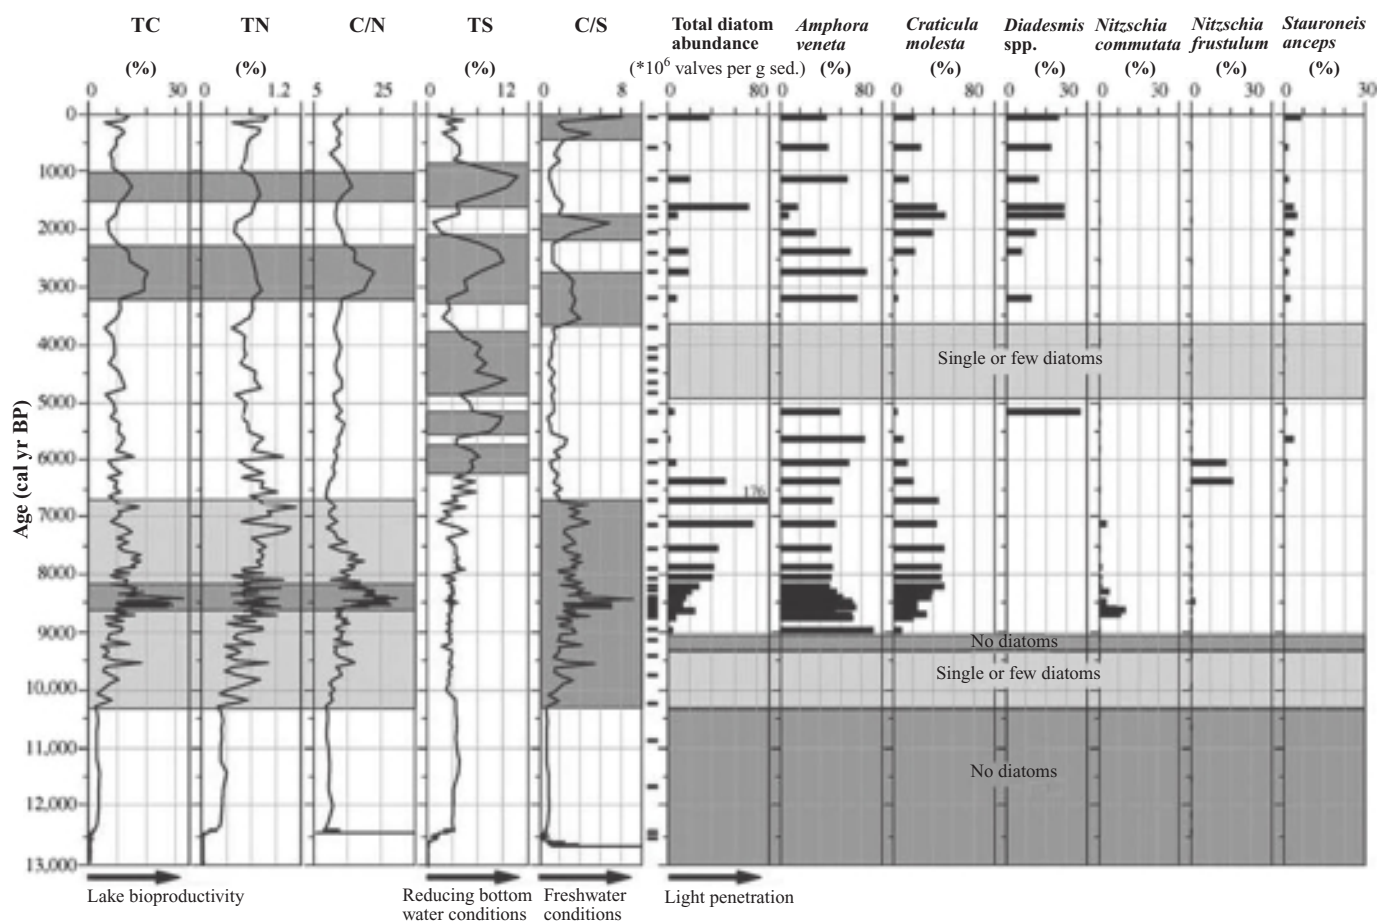 TC TN C/N TS C/S Total diatom abundance Amphora veneta Craticula molesta Diadesmis spp. Nitzschia commutata Nitzschia frustulum Stauroneis anceps
(%) (%) (%) (%) (*10⁶ valves per g sed.) (%) (%) (%) (%) (%) (%)
0 30 0 1.2 5 25 0 12 0 8 0 80 0 80 0 80 0 30 0 30 0 30 0 30
Age (cal yr BP)
0
1000
2000
3000
4000
Single or few diatoms
5000
6000
176
7000
8000
9000
No diatoms
Single or few diatoms
10.000
11.000
No diatoms
12.000
13.000
Lake bioproductivity
Reducing bottom water conditions
Freshwater conditions
Light penetration